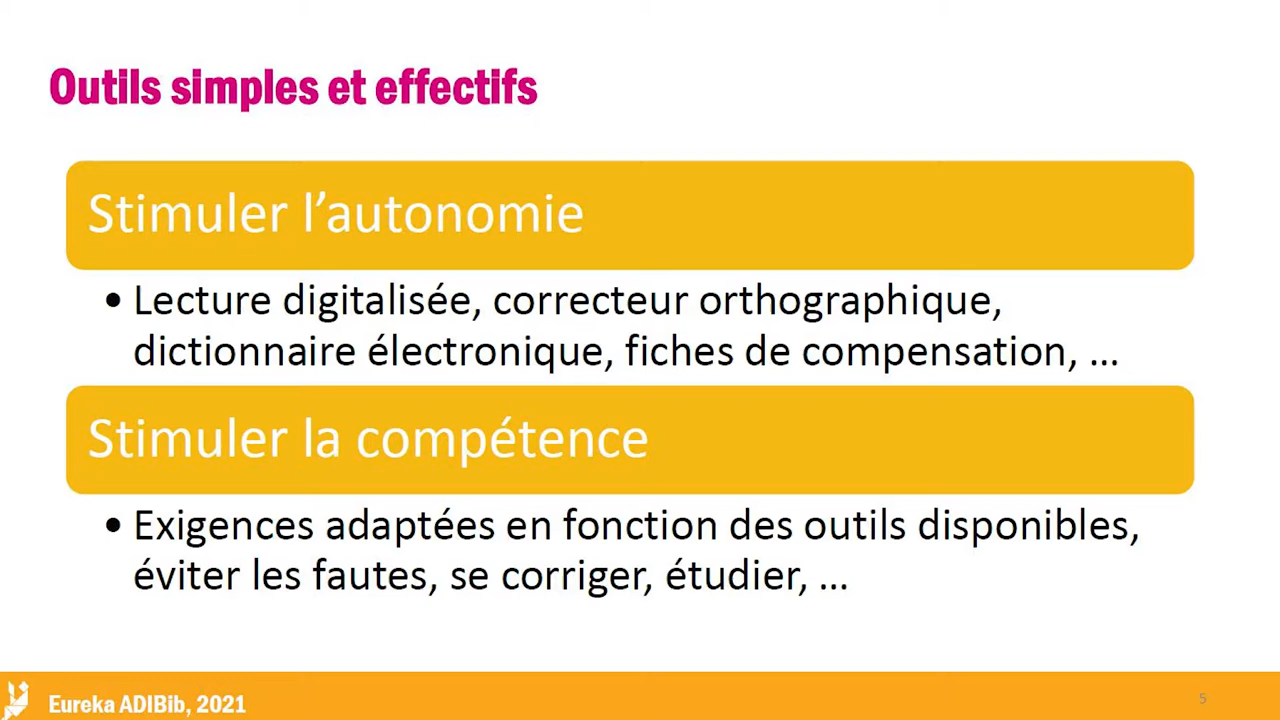 Outils simples et effectifs
Stimuler l’autonomie
• Lecture digitalisée, correcteur orthographique,
dictionnaire électronique, fiches de compensation, …
Stimuler la compétence
• Exigences adaptées en fonction des outils disponibles,
éviter les fautes, se corriger, étudier, …
Eureka ADIBib, 2021
5